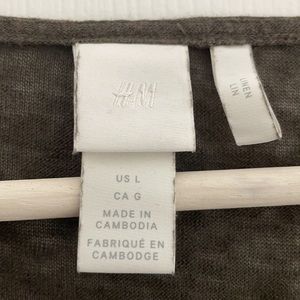 H&M
LINEN
LIN
US L
CA G
MADE IN
CAMBODIA
FABRIQUÉ EN
CAMBODGE